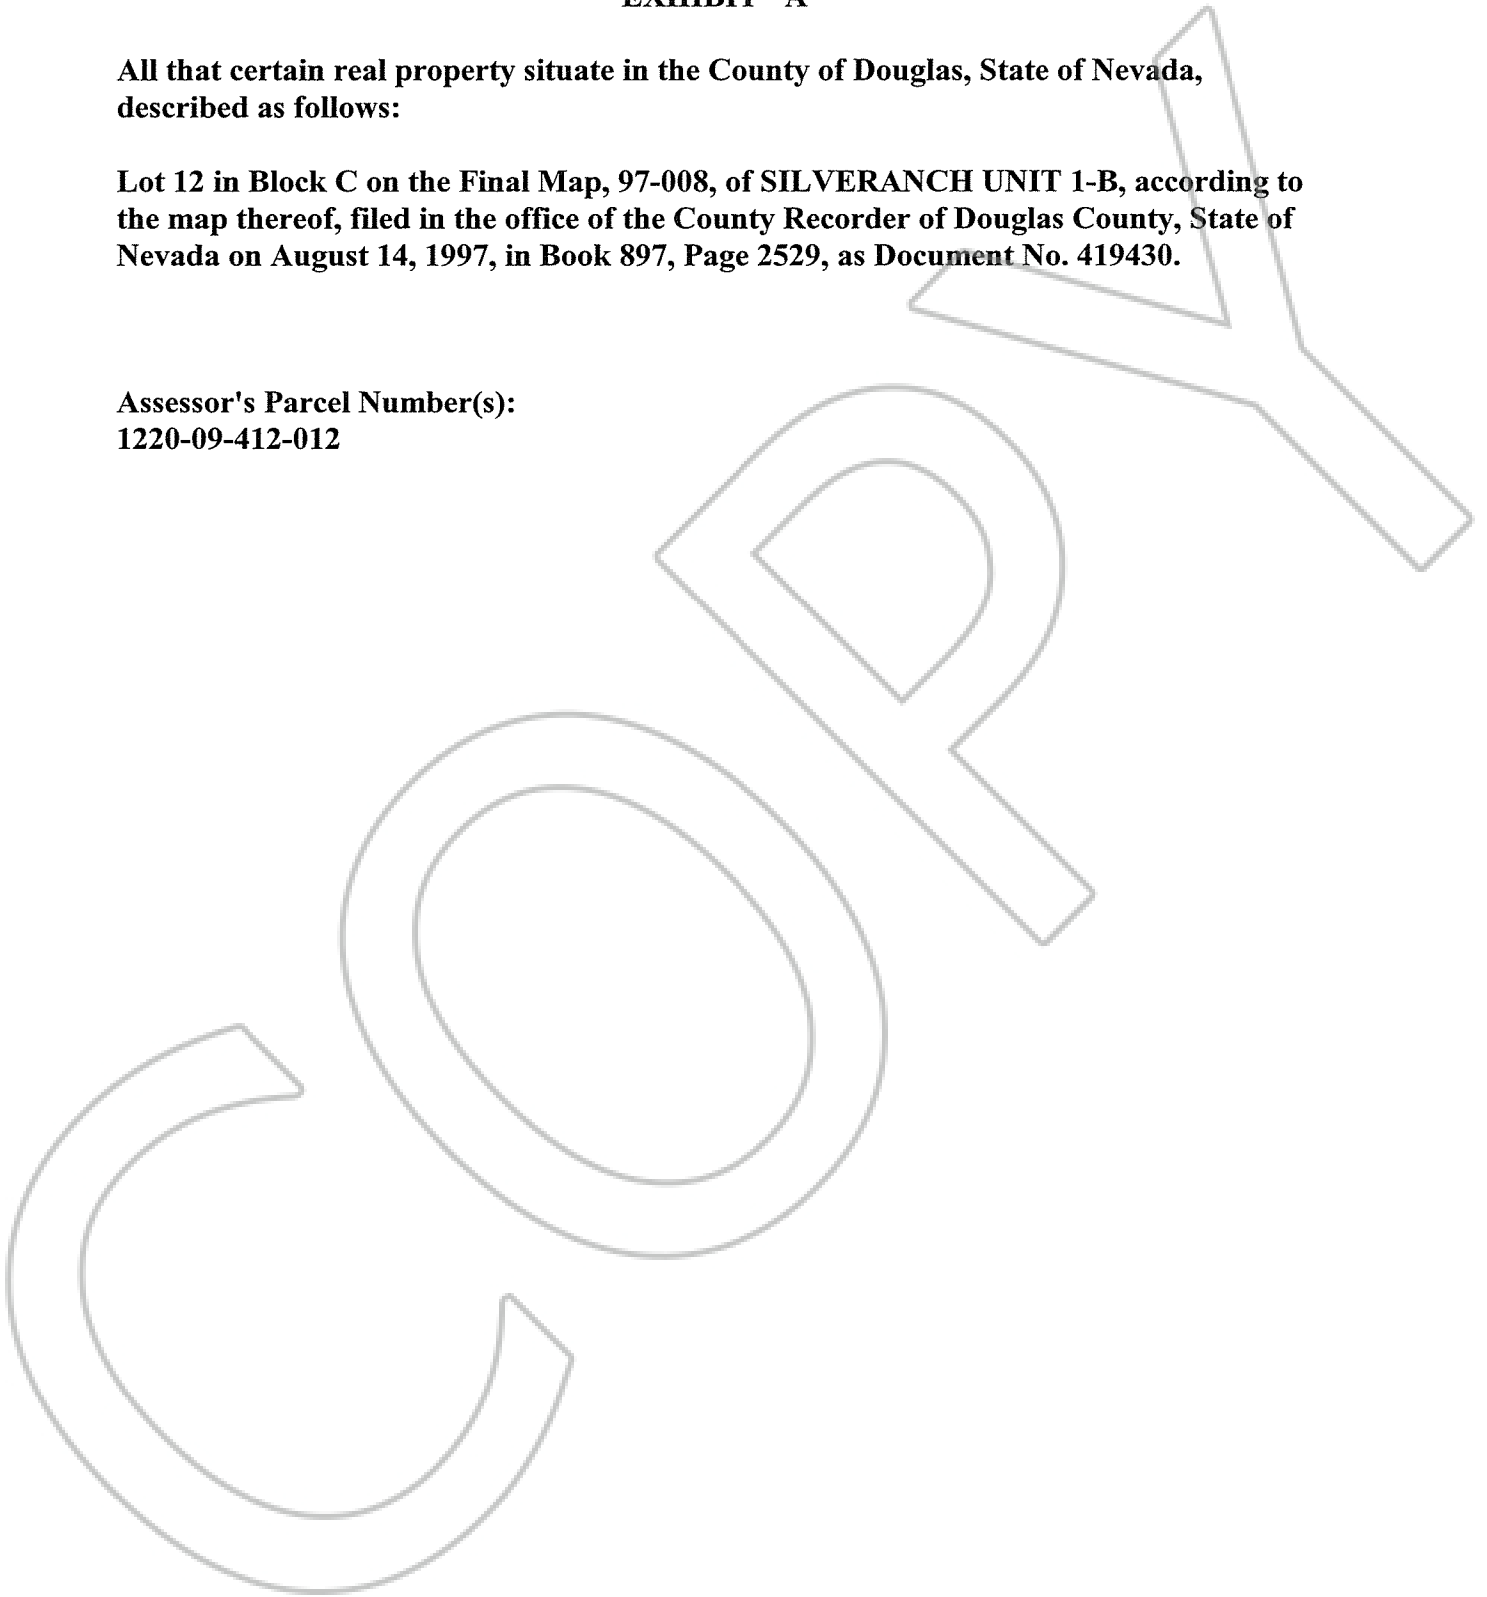 EXHIBIT "A"
All that certain real property situate in the County of Douglas, State of Nevada,
described as follows:
Lot 12 in Block C on the Final Map, 97-008, of SILVERANCH UNIT 1-B, according to
the map thereof, filed in the office of the County Recorder of Douglas County, State of
Nevada on August 14, 1997, in Book 897, Page 2529, as Document No. 419430.
Assessor's Parcel Number(s):
1220-09-412-012
COPY